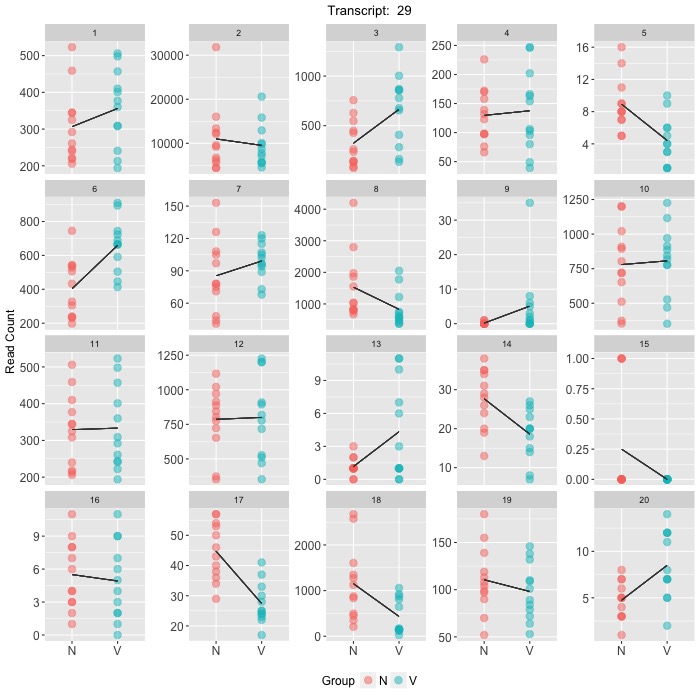 Transcript: 29
1 2 3 4 5
500 400 300 200
30000 20000 10000
1000 500
250 200 150 100 50
16 12 8 4
6 7 8 9 10
800 600 400 200
150 120 90 60
4000 3000 2000 1000
30 20 10 0
1250 1000 750 500
Read Count
11 12 13 14 15
500 400 300 200
1250 1000 750 500
9 6 3 0
30 20 10
1.00 0.75 0.50 0.25 0.00
16 17 18 19 20
9 6 3 0
50 40 30 20
2000 1000 0
150 100 50
10 5
N V N V N V N V N V
Group N V